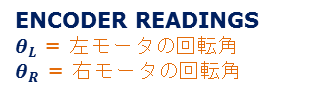 ENCODER READINGS
θL = 左モータの回転角
θR = 右モータの回転角